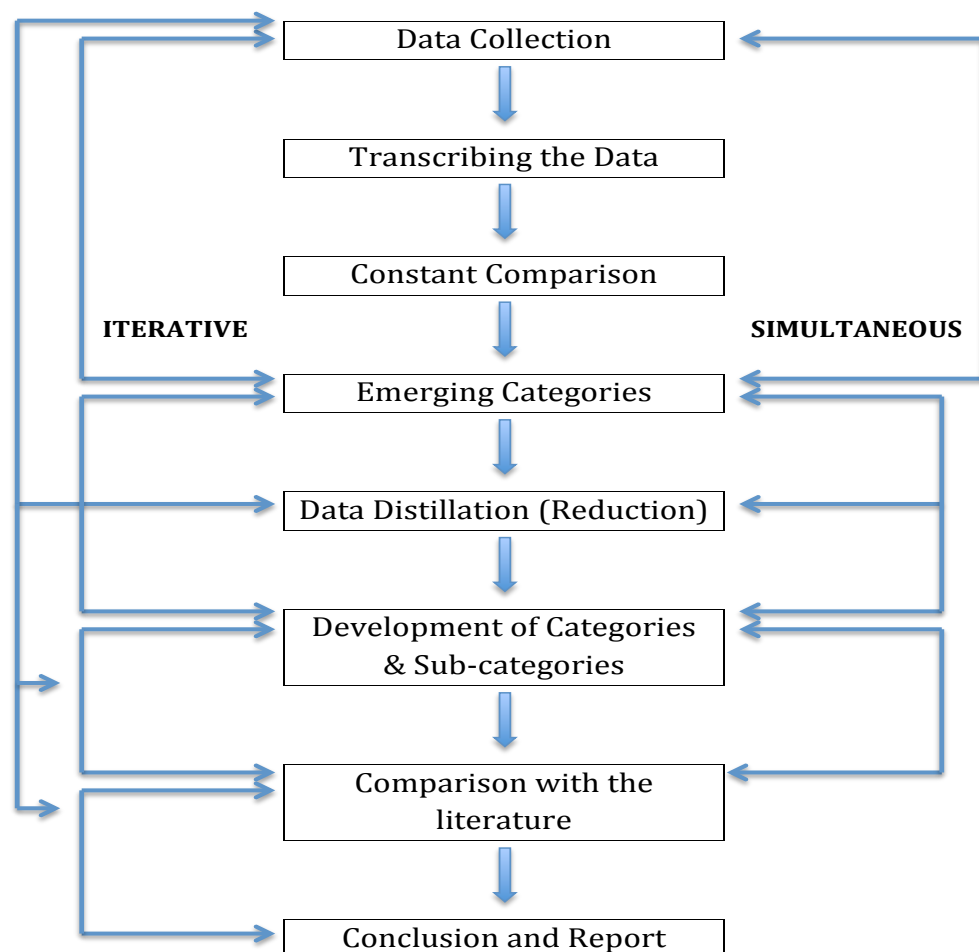 Data Collection
Transcribing the Data
Constant Comparison
ITERATIVE
SIMULTANEOUS
Emerging Categories
Data Distillation (Reduction)
Development of Categories
& Sub-categories
Comparison with the
literature
Conclusion and Report